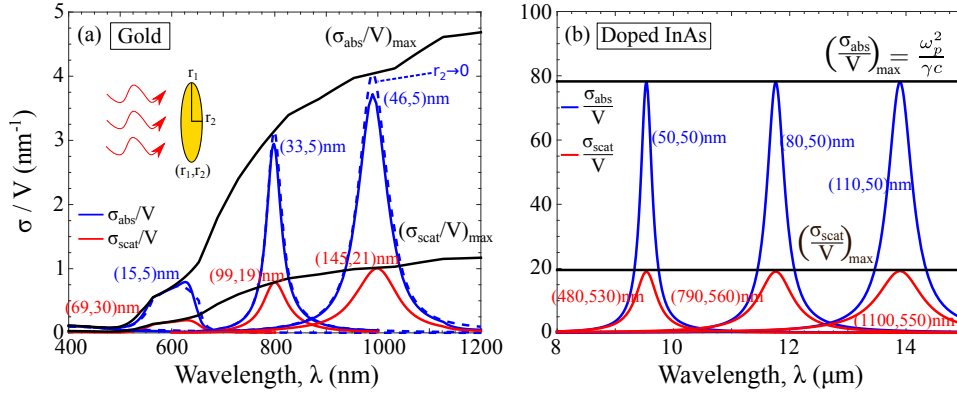 (a) Gold
(σabs/V)max
r₂→0
(46,5)nm
r₁
r₂
(r₁,r₂)
(33,5)nm
σabs/V
σscat/V
(σscat/V)max
(145,21)nm
(15,5)nm
(99,19)nm
(69,30)nm
σ / V (nm⁻¹)
5
4
3
2
1
0
400 600 800 1000 1200
Wavelength, λ (nm)
(b) Doped InAs
(σabs/V)max = ωp²/γc
σabs/V
σscat/V
(50,50)nm
(80,50)nm
(110,50)nm
(σscat/V)max
(480,530)nm
(790,560)nm
(1100,550)nm
100
80
60
40
20
0
8 10 12 14
Wavelength, λ (μm)